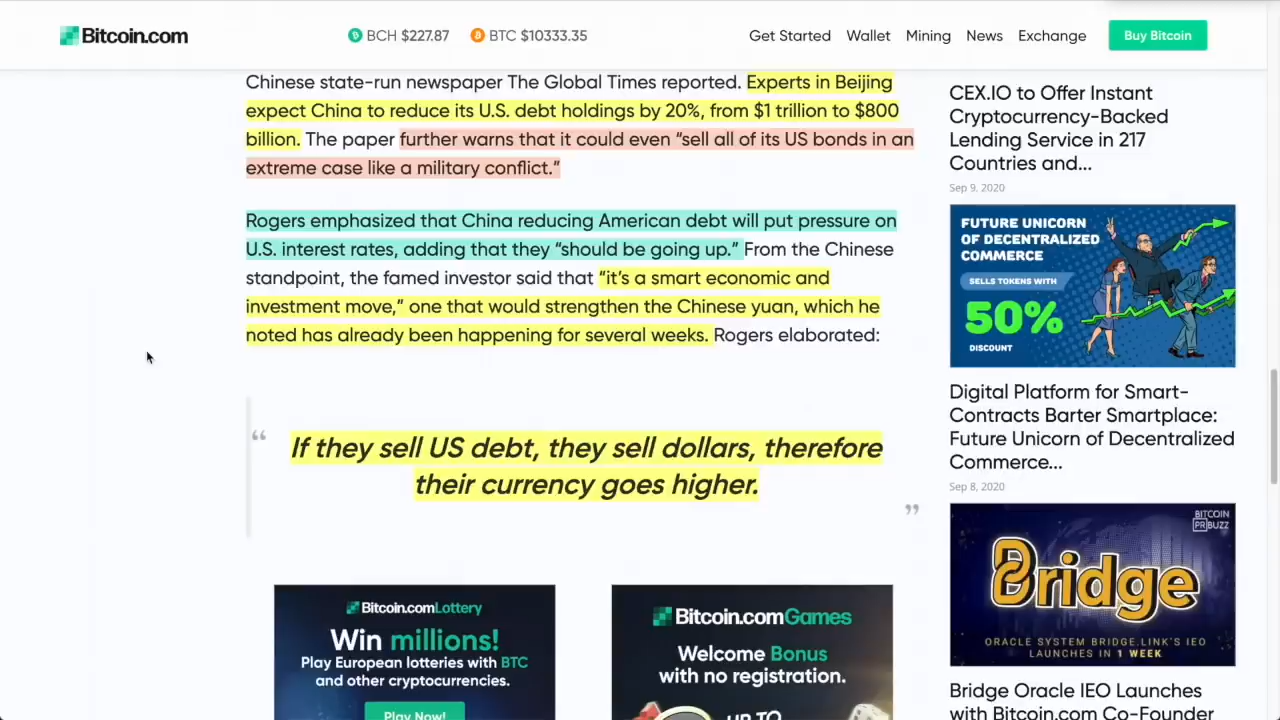 Bitcoin.com
BCH $227.87
BTC $10333.35
Get Started
Wallet
Mining
News
Exchange
Buy Bitcoin
Chinese state-run newspaper The Global Times reported. Experts in Beijing
expect China to reduce its U.S. debt holdings by 20%, from $1 trillion to $800
billion. The paper further warns that it could even “sell all of its US bonds in an
extreme case like a military conflict.”
Rogers emphasized that China reducing American debt will put pressure on
U.S. interest rates, adding that they “should be going up.” From the Chinese
standpoint, the famed investor said that “it’s a smart economic and
investment move,” one that would strengthen the Chinese yuan, which he
noted has already been happening for several weeks. Rogers elaborated:
“
If they sell US debt, they sell dollars, therefore
their currency goes higher.
”
Bitcoin.comLottery
Win millions!
Play European lotteries with BTC
and other cryptocurrencies.
Play Now!
Bitcoin.comGames
Welcome Bonus
with no registration.
UP TO
CEX.IO to Offer Instant
Cryptocurrency-Backed
Lending Service in 217
Countries and...
Sep 9, 2020
FUTURE UNICORN
OF DECENTRALIZED
COMMERCE
SELLS TOKENS WITH
50%
DISCOUNT
Digital Platform for Smart-
Contracts Barter Smartplace:
Future Unicorn of Decentralized
Commerce...
Sep 8, 2020
BITCOIN
PR BUZZ
Bridge
ORACLE SYSTEM BRIDGE.LINK'S IEO
LAUNCHES IN 1 WEEK
Bridge Oracle IEO Launches
with Bitcoin.com Co-Founder